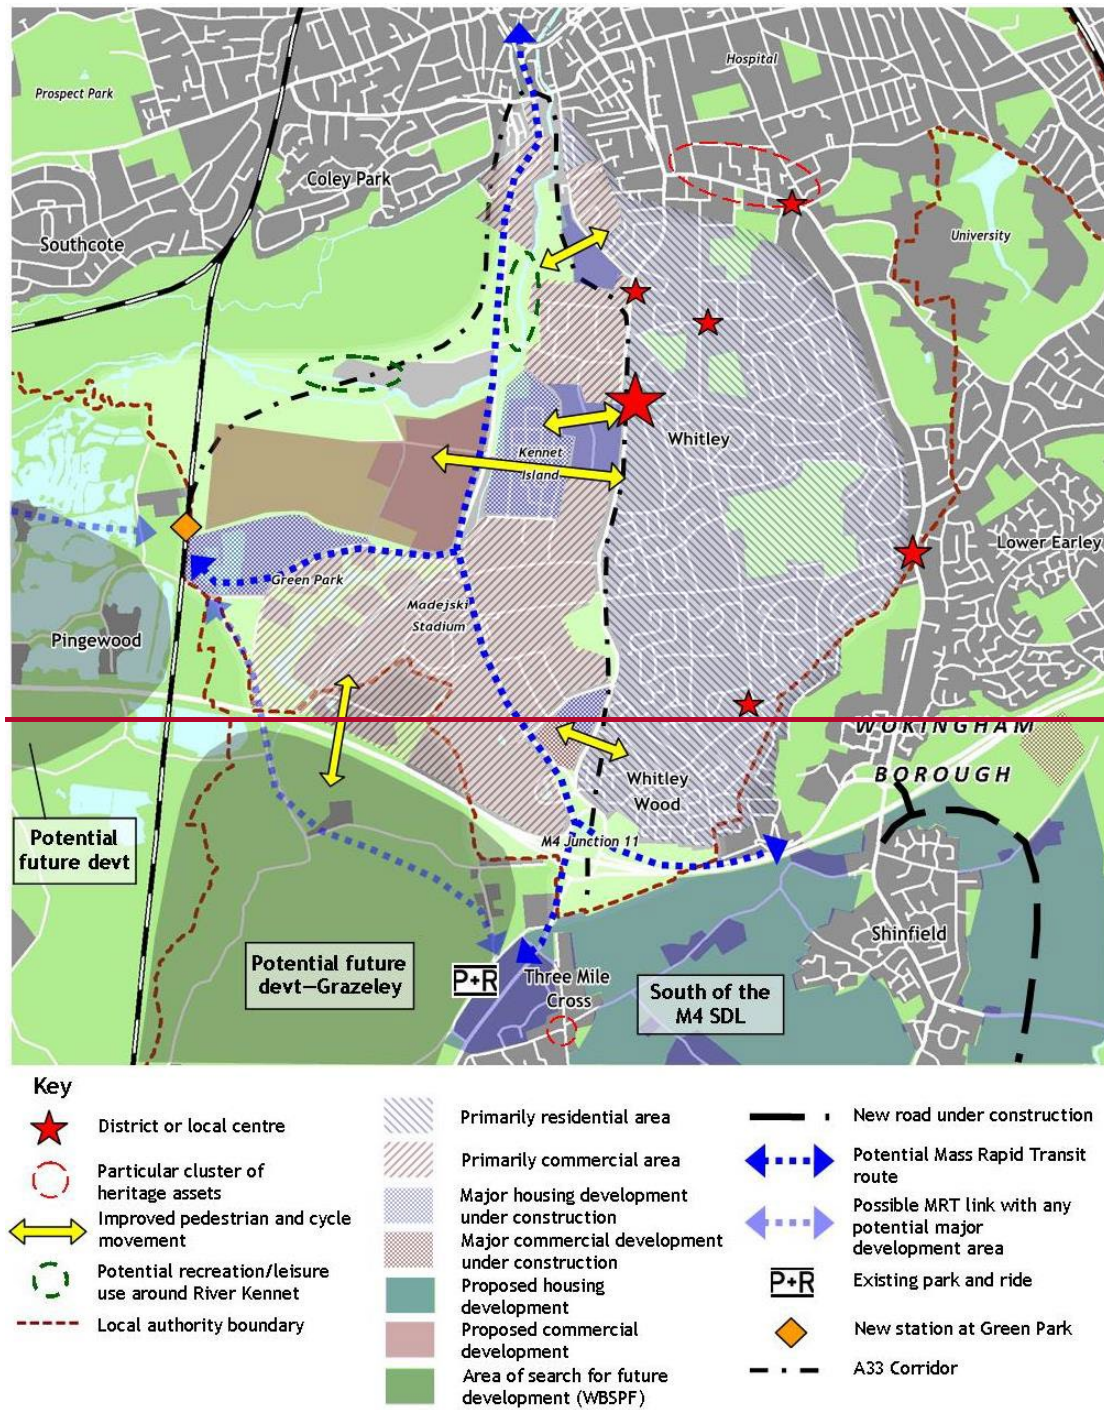 Hospital
Prospect Park
Coley Park
Southcote
University
Whitley
Kennet
Island
Lower Earley
Green Park
Madejski
Stadium
Pingewood
WOKINGHAM
BOROUGH
Whitley
Wood
Potential
future devt
M4 Junction 11
Shinfield
Potential future
devt—Grazeley
P+R
Three Mile
Cross
South of the
M4 SDL
Key
District or local centre
Particular cluster of
heritage assets
Improved pedestrian and cycle
movement
Potential recreation/leisure
use around River Kennet
Local authority boundary
Primarily residential area
Primarily commercial area
Major housing development
under construction
Major commercial development
under construction
Proposed housing
development
Proposed commercial
development
Area of search for future
development (WBSPF)
New road under construction
Potential Mass Rapid Transit
route
Possible MRT link with any
potential major
development area
P+R
Existing park and ride
New station at Green Park
A33 Corridor